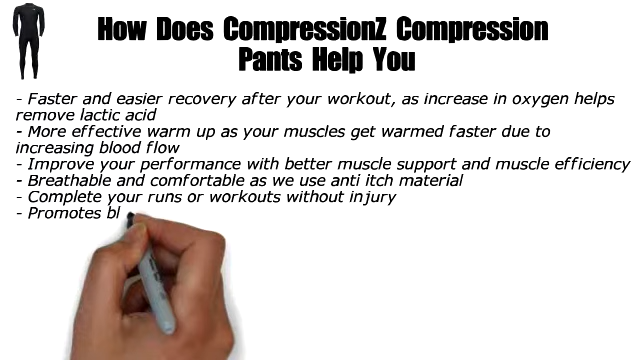 How Does CompressionZ Compression
Pants Help You
- Faster and easier recovery after your workout, as increase in oxygen helps
remove lactic acid
- More effective warm up as your muscles get warmed faster due to
increasing blood flow
- Improve your performance with better muscle support and muscle efficiency
- Breathable and comfortable as we use anti itch material
- Complete your runs or workouts without injury
- Promotes bl